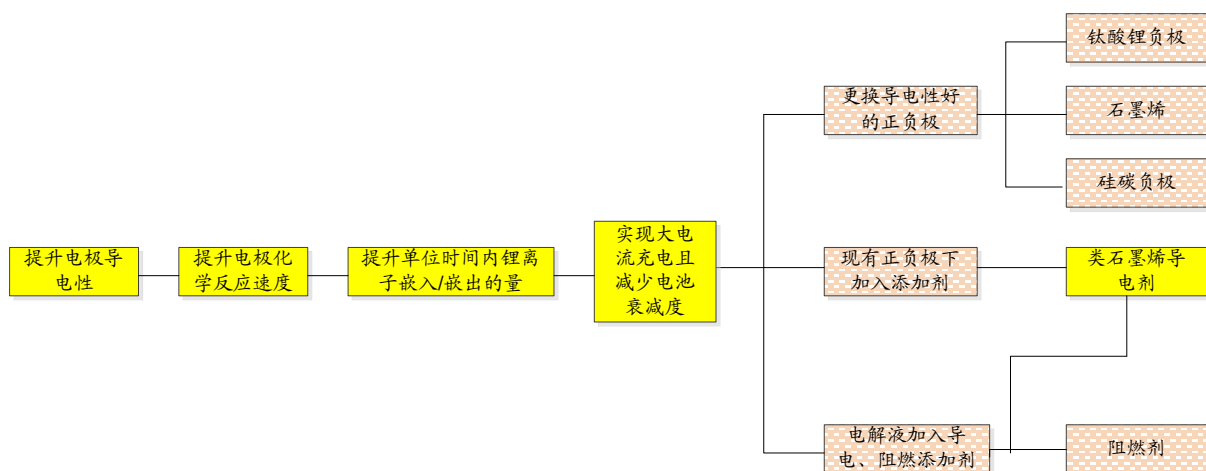 提升电极导
电性
提升电极化
学反应速度
提升单位时间内锂离
子嵌入/嵌出的量
实现大电
流充电且
减少电池
衰减度
更换导电性好
的正负极
钛酸锂负极
石墨烯
硅碳负极
现有正负极下
加入添加剂
类石墨烯导
电剂
电解液加入导
电、阻燃添加剂
阻燃剂